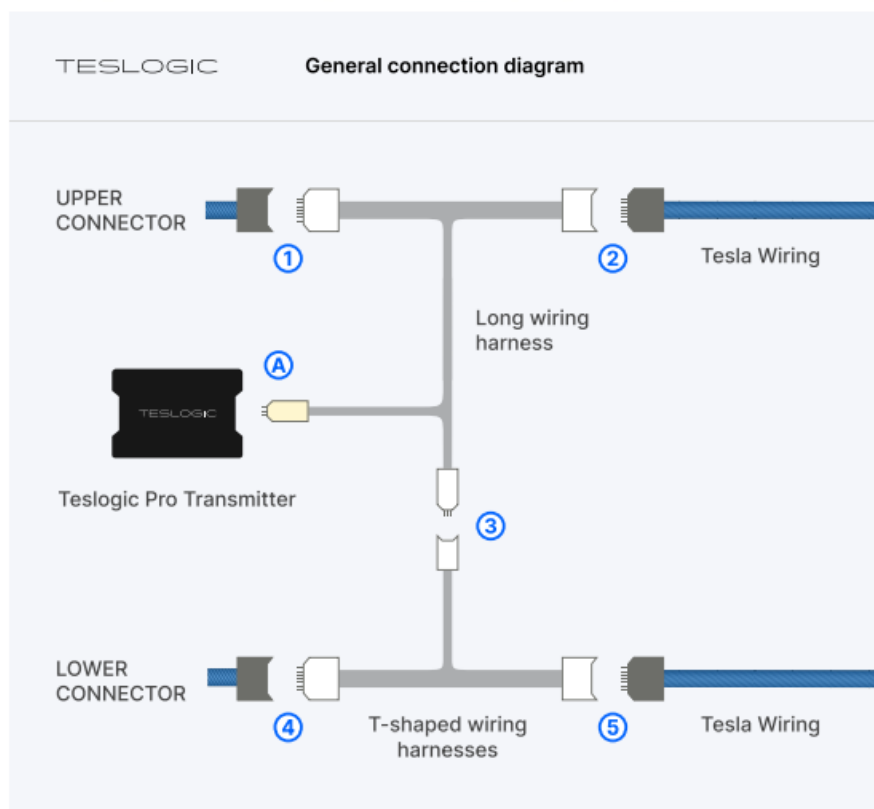 TESLOGIC
General connection diagram
UPPER
CONNECTOR
1
2
Tesla Wiring
Long wiring
harness
A
TESLOGIC
Teslogic Pro Transmitter
3
LOWER
CONNECTOR
4
T-shaped wiring
harnesses
5
Tesla Wiring